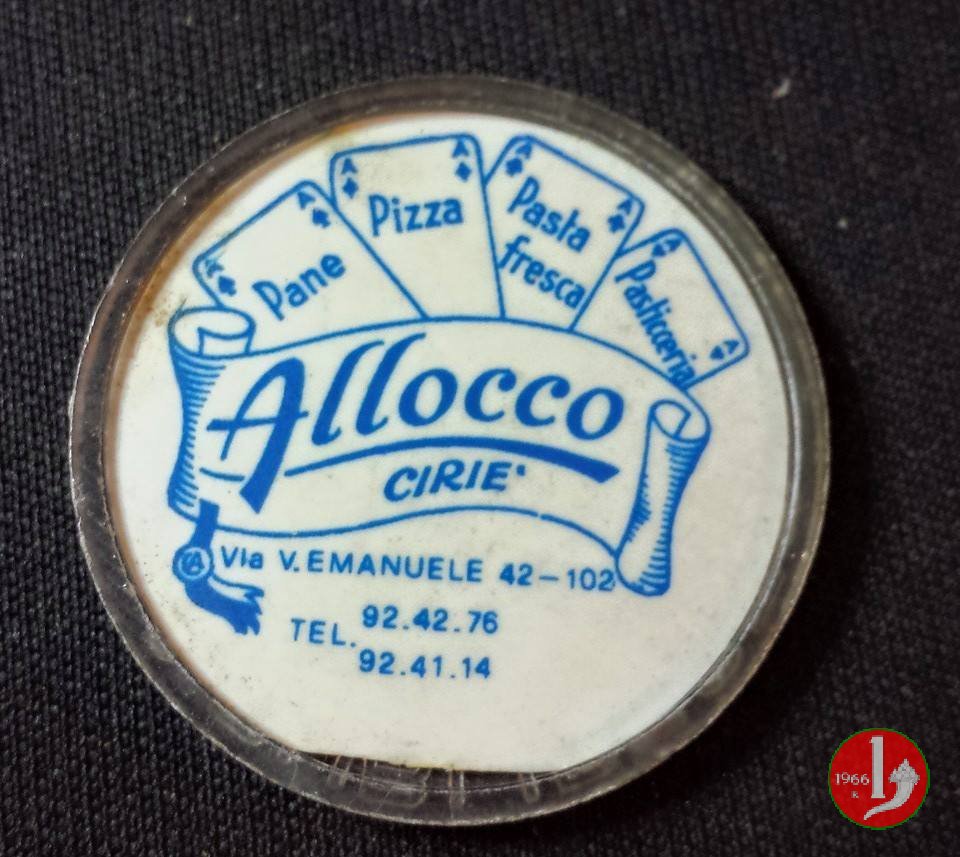 A A
Pane
A A
Pizza
A A
Pasta
fresca
A A
Pasticceria
Allocco
CIRIE'
A
Via V. EMANUELE 42-102
TEL. 92.42.76
92.41.14
1966
R